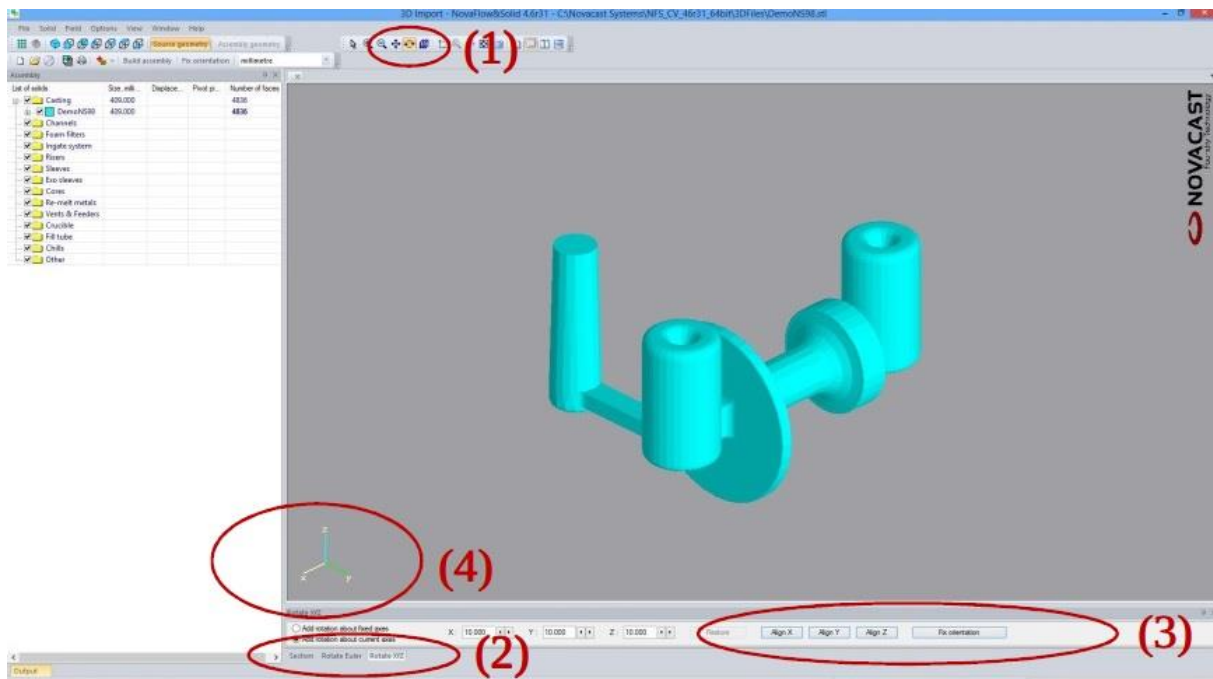 3D Import - NovaFlow&Solid 4.6r31 - C:\Novacast Systems\NFS_CV_46r31_64bit\3DFiles\DemoNS98.stl
File Solid Field Options View Window Help
Source geometry Assembly geometry
(1)
Build assembly Fix orientation millimetre
Assembly
List of solids Size, milli... Displace... Pivot p... Number of faces
Casting 409.000 4836
DemoNS98 409.000 4836
Channels
Foam filters
Ingate system
Risers
Sleeves
Exo sleeves
Cores
Re-melt metals
Vents & Feeders
Crucible
Fill tube
Chills
Other
NOVACAST
Foundry Technology
Z
X
Y
(4)
Rotate XYZ
Add rotation about fixed axes
Add rotation about current axes
X: 10.000 Y: 10.000 Z: 10.000 Restore Align X Align Y Align Z Fix orientation
(3)
Section Rotate Euler Rotate XYZ
(2)
Output